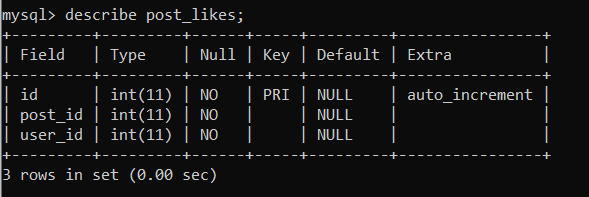 mysql> describe post_likes;
+---------+---------+------+-----+---------+----------------+
| Field   | Type    | Null | Key | Default | Extra          |
+---------+---------+------+-----+---------+----------------+
| id      | int(11) | NO   | PRI | NULL    | auto_increment |
| post_id | int(11) | NO   |     | NULL    |                |
| user_id | int(11) | NO   |     | NULL    |                |
+---------+---------+------+-----+---------+----------------+
3 rows in set (0.00 sec)